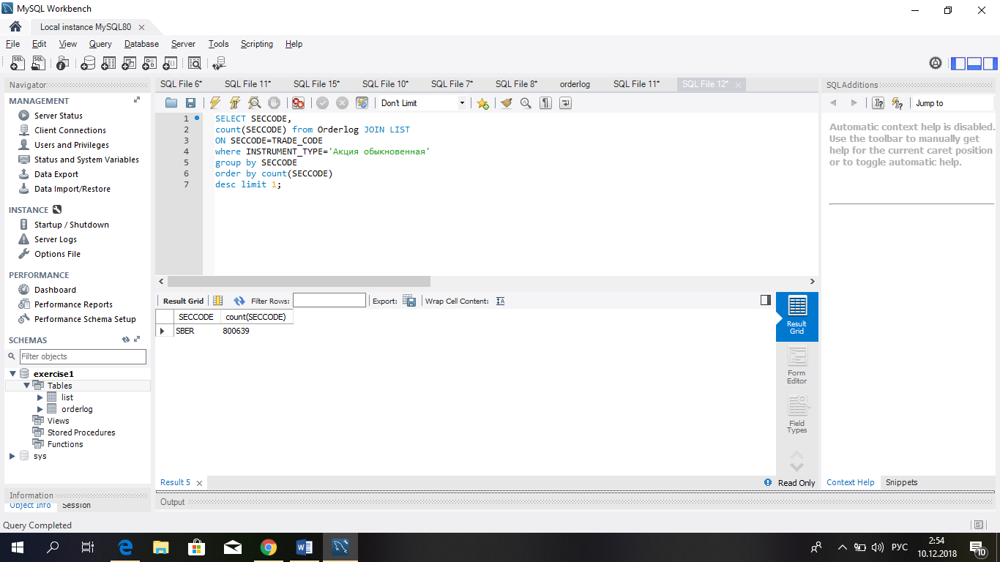 MySQL Workbench
Local instance MySQL80
File Edit View Query Database Server Tools Scripting Help
Navigator
MANAGEMENT
Server Status
Client Connections
Users and Privileges
Status and System Variables
Data Export
Data Import/Restore
INSTANCE
Startup / Shutdown
Server Logs
Options File
PERFORMANCE
Dashboard
Performance Reports
Performance Schema Setup
SCHEMAS
Filter objects
exercise1
Tables
list
orderlog
Views
Stored Procedures
Functions
sys
Information
Object Info Session
Query Completed
SQL File 6* SQL File 11* SQL File 15* SQL File 10* SQL File 7* SQL File 8* orderlog SQL File 11* SQL File 12*
Don't Limit
1 SELECT SECCODE,
2 count(SECCODE) from Orderlog JOIN LIST
3 ON SECCODE=TRADE_CODE
4 where INSTRUMENT_TYPE='Акция обыкновенная'
5 group by SECCODE
6 order by count(SECCODE)
7 desc limit 1;
Result Grid Filter Rows: Export: Wrap Cell Content:
SECCODE count(SECCODE)
SBER 800639
Result Grid
Form Editor
Field Types
Result 5
Read Only
Output
SQLAdditions
Jump to
Automatic context help is disabled.
Use the toolbar to manually get
help for the current caret position
or to toggle automatic help.
Context Help Snippets
РУС
2:54
10.12.2018
10